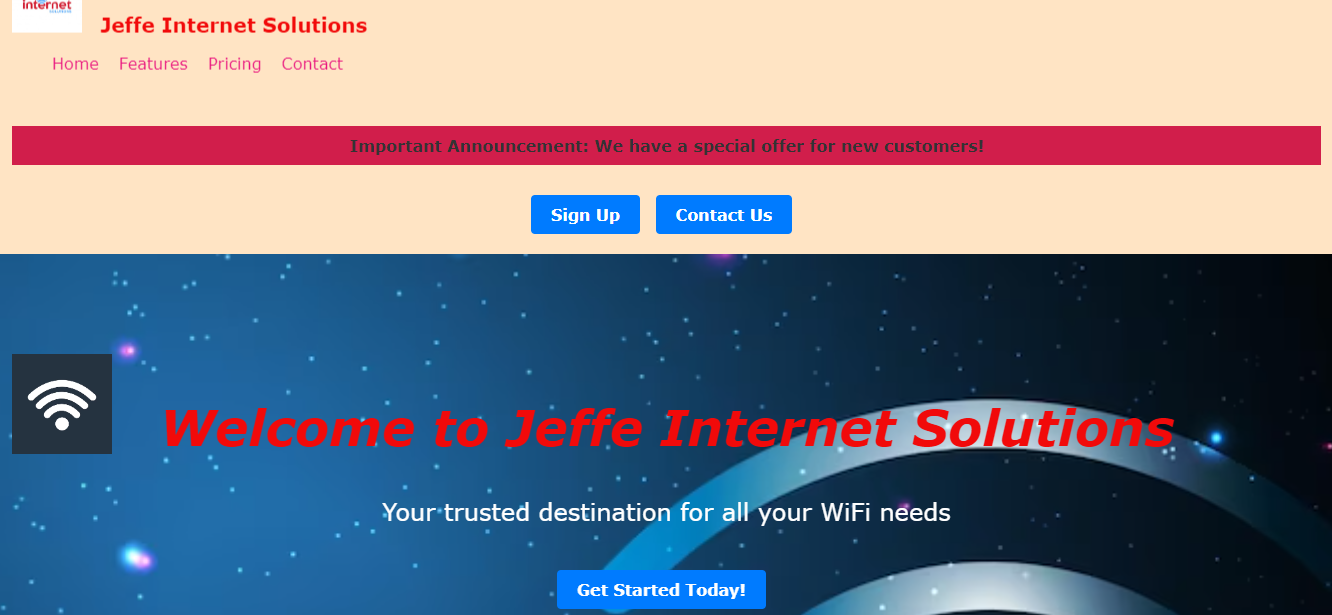 internet
Jeffe Internet Solutions
Home Features Pricing Contact
Important Announcement: We have a special offer for new customers!
Sign Up Contact Us
Welcome to Jeffe Internet Solutions
Your trusted destination for all your WiFi needs
Get Started Today!